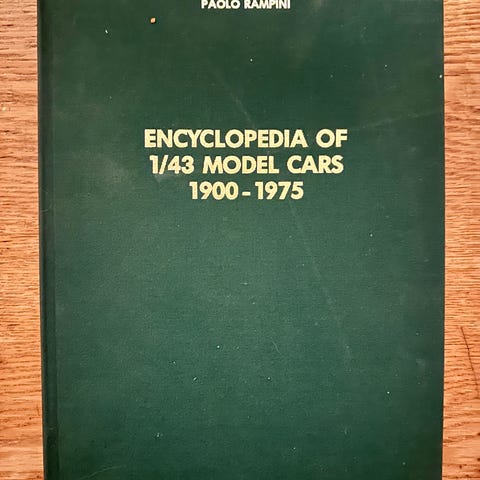 PAOLO RAMPINI
ENCYCLOPEDIA OF
1/43 MODEL CARS
1900-1975